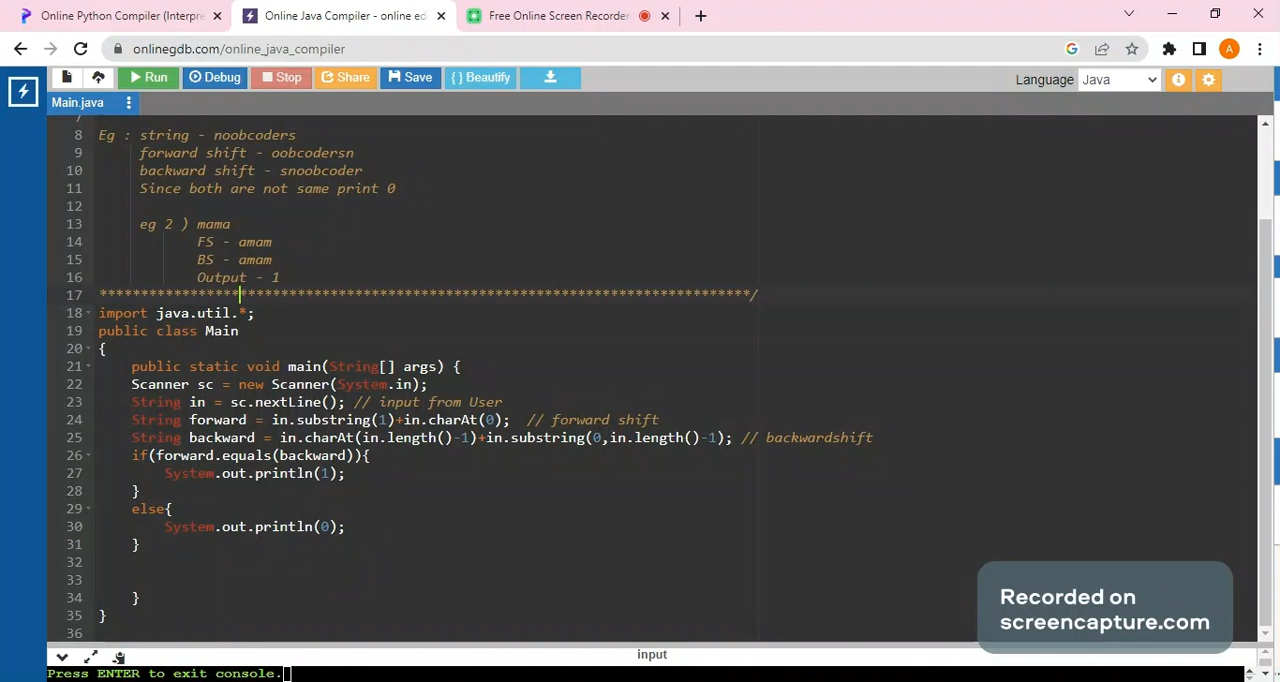 Online Python Compiler (Interpre
Online Java Compiler - online ed
Free Online Screen Recorder
onlinegdb.com/online_java_compiler
A
Run
Debug
Stop
Share
Save
{ } Beautify
Language
Java
Main.java
7
8 Eg : string - noobcoders
9 forward shift - oobcodersn
10 backward shift - snoobcoder
11 Since both are not same print 0
12
13 eg 2 ) mama
14 FS - amam
15 BS - amam
16 Output - 1
17 *******************************************************************************/
18 import java.util.*;
19 public class Main
20 {
21 public static void main(String[] args) {
22 Scanner sc = new Scanner(System.in);
23 String in = sc.nextLine(); // input from User
24 String forward = in.substring(1)+in.charAt(0); // forward shift
25 String backward = in.charAt(in.length()-1)+in.substring(0,in.length()-1); // backwardshift
26 if(forward.equals(backward)){
27 System.out.println(1);
28 }
29 else{
30 System.out.println(0);
31 }
32
33
34 }
35 }
36
Recorded on
screencapture.com
input
Press ENTER to exit console.